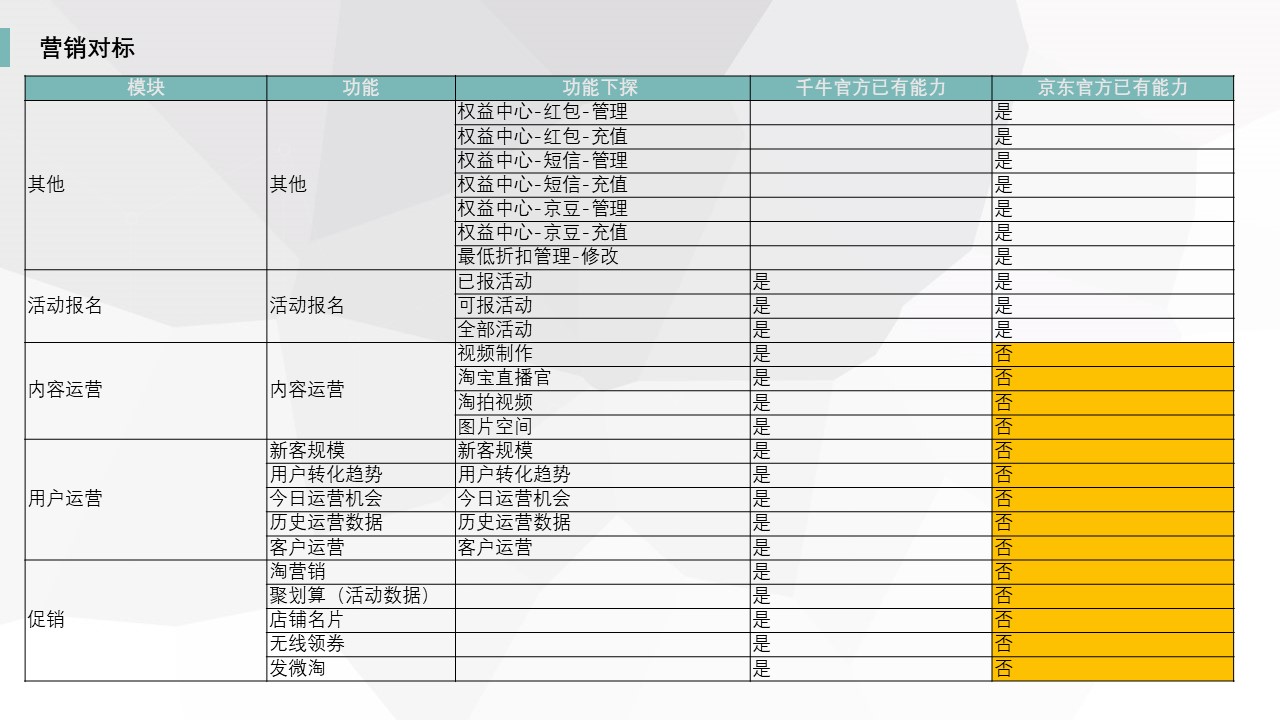 营销对标
模块 功能 功能下探 千牛官方已有能力 京东官方已有能力
其他 其他 权益中心-红包-管理 是
权益中心-红包-充值 是
权益中心-短信-管理 是
权益中心-短信-充值 是
权益中心-京豆-管理 是
权益中心-京豆-充值 是
最低折扣管理-修改 是
活动报名 活动报名 已报活动 是 是
可报活动 是 是
全部活动 是 是
内容运营 内容运营 视频制作 是 否
淘宝直播官 是 否
淘拍视频 是 否
图片空间 是 否
用户运营 新客规模 新客规模 是 否
用户转化趋势 用户转化趋势 是 否
今日运营机会 今日运营机会 是 否
历史运营数据 历史运营数据 是 否
客户运营 客户运营 是 否
促销 淘营销 是 否
聚划算（活动数据） 是 否
店铺名片 是 否
无线领券 是 否
发微淘 是 否